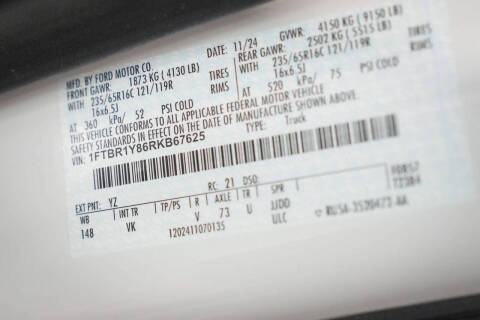 MFD. BY FORD MOTOR CO.
DATE: 11/24
GVWR: 4150 KG (9150 LB)
FRONT GAWR: 1873 KG (4130 LB)
REAR GAWR: 2502 KG (5515 LB)
WITH 235/65R16C 121/119R TIRES
WITH 235/65R16C 121/119R TIRES
16x6.5J RIMS
16x6.5J RIMS
AT 360 kPa/ 52 PSI COLD
AT 520 kPa/ 75 PSI COLD
THIS VEHICLE CONFORMS TO ALL APPLICABLE FEDERAL MOTOR VEHICLE
SAFETY STANDARDS IN EFFECT ON THE DATE OF MANUFACTURE SHOWN ABOVE.
VIN: 1FTBR1Y86RKB67625
TYPE: Truck
EXT PNT: YZ RC: 21 DSO:
WB INT TR TP/PS R AXLE TR SPR
148 VK V 73 U JJDD
1202411070135 ULC